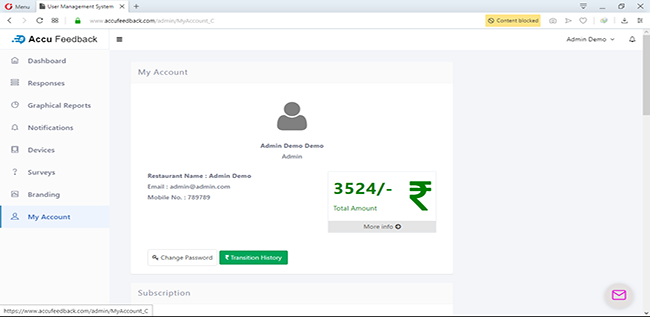 Menu
User Management System
www.accufeedback.com/admin/MyAccount_C
Content blocked
Accu Feedback
Admin Demo
Dashboard
Responses
Graphical Reports
Notifications
Devices
Surveys
Branding
My Account
My Account
Admin Demo Demo
Admin
Restaurant Name : Admin Demo
Email : admin@admin.com
Mobile No. : 789789
3524/- ₹
Total Amount
More info
Change Password
₹ Transition History
Subscription
https://www.accufeedback.com/admin/MyAccount_C